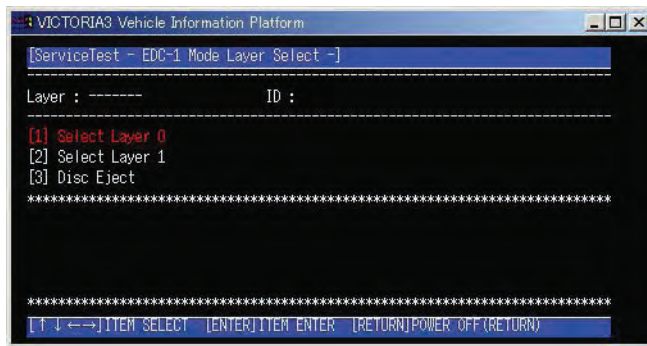 VICTORIA3 Vehicle Information Platform
[ServiceTest - EDC-1 Mode Layer Select -]
--------------------------------------------------------------------------
Layer : ------- ID :
--------------------------------------------------------------------------
[1] Select Layer 0
[2] Select Layer 1
[3] Disc Eject
**************************************************************************
**************************************************************************
[↑↓←→]ITEM SELECT [ENTER]ITEM ENTER [RETURN]POWER OFF(RETURN)